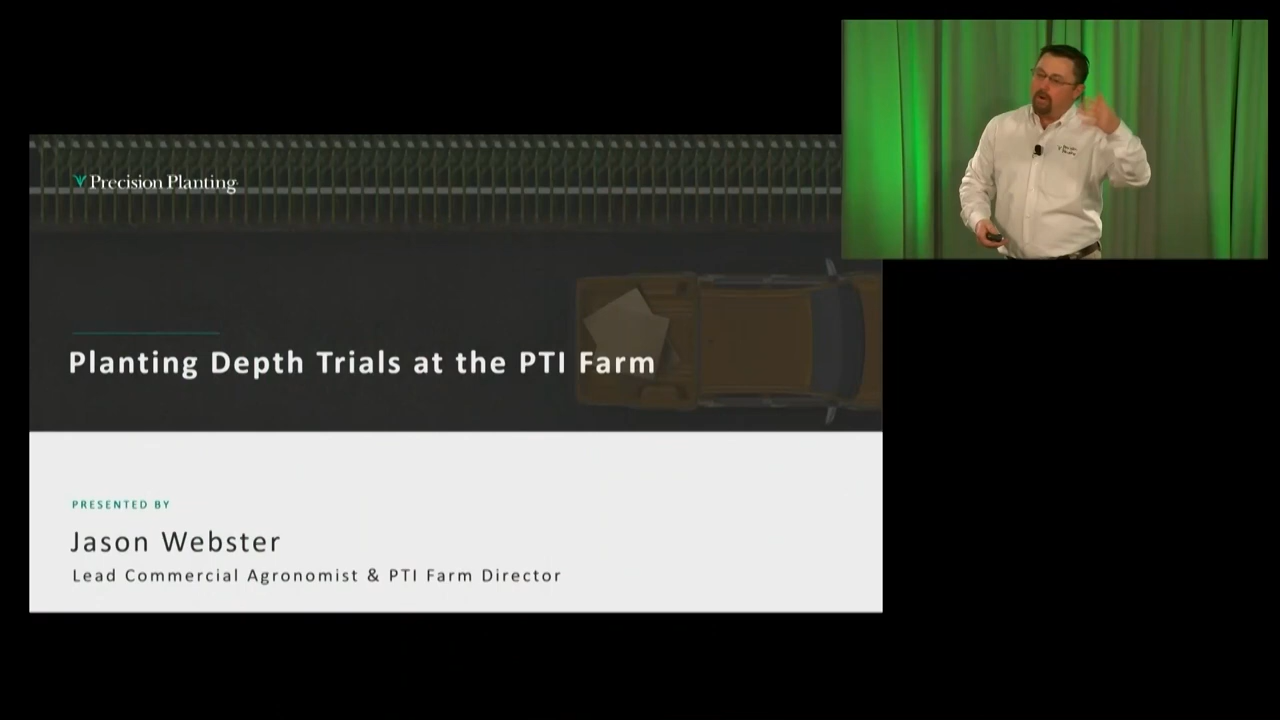 Precision Planting
Planting Depth Trials at the PTI Farm
PRESENTED BY
Jason Webster
Lead Commercial Agronomist & PTI Farm Director